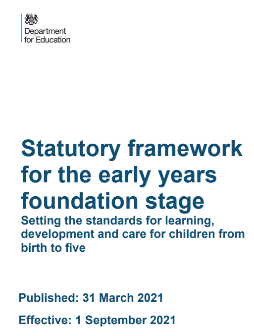 Department
for Education
Statutory framework
for the early years
foundation stage
Setting the standards for learning,
development and care for children from
birth to five
Published: 31 March 2021
Effective: 1 September 2021